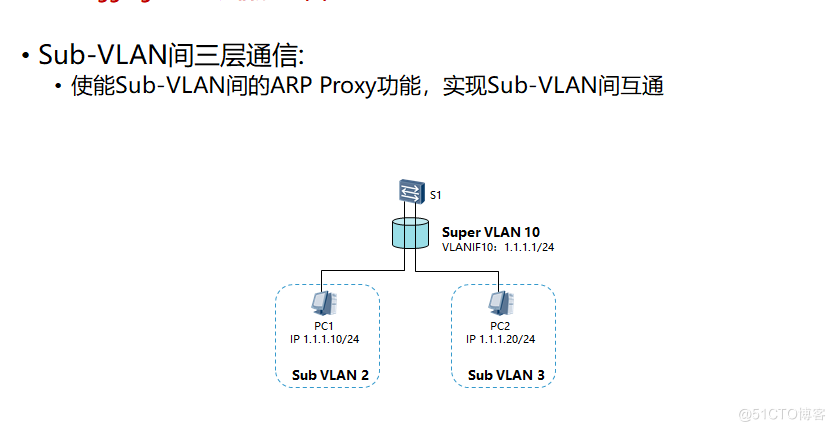 • Sub-VLAN间三层通信:
• 使能Sub-VLAN间的ARP Proxy功能，实现Sub-VLAN间互通
S1
Super VLAN 10
VLANIF10：1.1.1.1/24
PC1
IP 1.1.1.10/24
Sub VLAN 2
PC2
IP 1.1.1.20/24
Sub VLAN 3
@51CTO博客